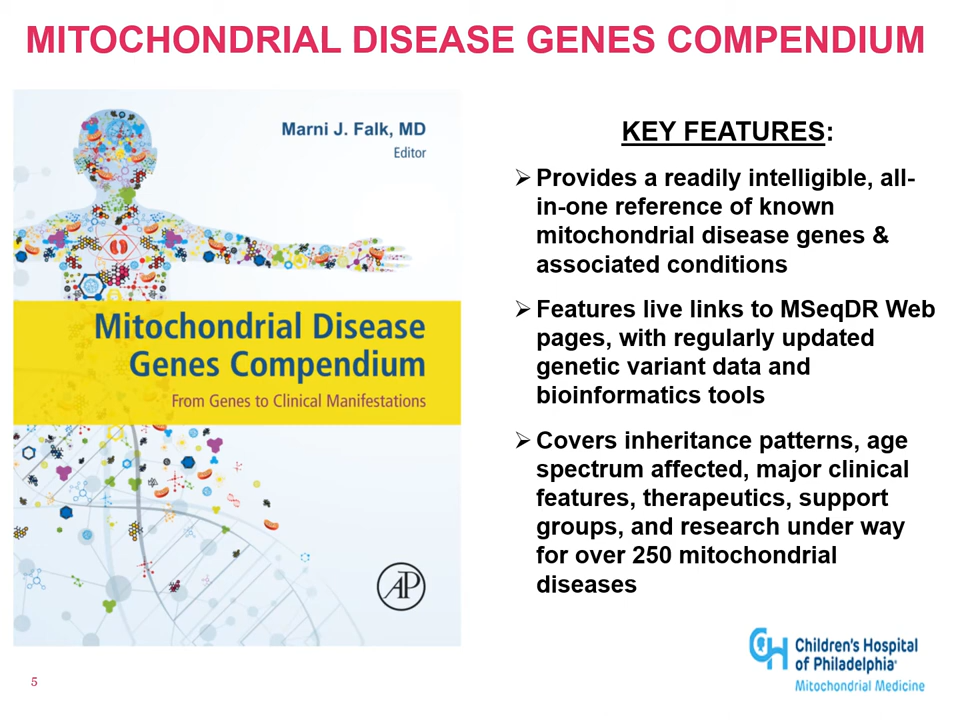 MITOCHONDRIAL DISEASE GENES COMPENDIUM
Marni J. Falk, MD
Editor
Mitochondrial Disease
Genes Compendium
From Genes to Clinical Manifestations
AP
KEY FEATURES:
➢ Provides a readily intelligible, all-
in-one reference of known
mitochondrial disease genes &
associated conditions
➢ Features live links to MSeqDR Web
pages, with regularly updated
genetic variant data and
bioinformatics tools
➢ Covers inheritance patterns, age
spectrum affected, major clinical
features, therapeutics, support
groups, and research under way
for over 250 mitochondrial
diseases
CH
Children's Hospital
of Philadelphia®
Mitochondrial Medicine
5